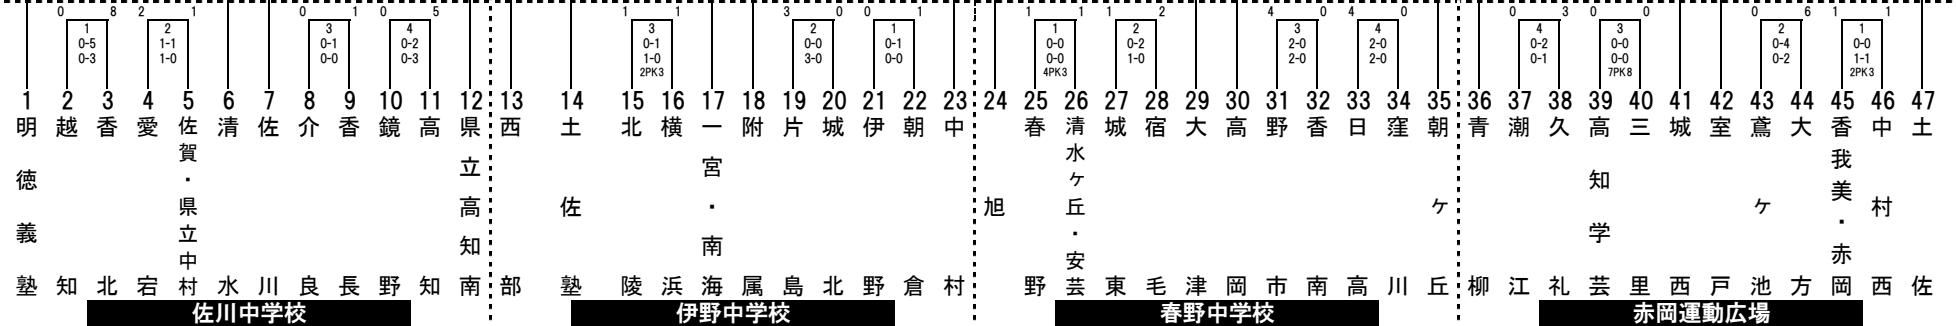 0 8 2 1 0 1 0 5 1 1 3 0 0 1 1 1 1 2 4 0 4 0 0 3 0 0 0 6 1 1
1 2 3 4 3 2 1 1 2 3 4 4 3 2 1
0-5 1-1 0-1 0-2 0-1 0-0 0-1 0-0 0-2 2-0 2-0 0-2 0-0 0-4 0-0
0-3 1-0 0-0 0-3 1-0 3-0 0-0 0-0 1-0 2-0 2-0 0-1 0-0 0-2 1-1
2PK3 4PK3 7PK8 2PK3
1 明徳義塾
2 越知
3 香北
4 愛宕
5 佐賀・県立中村
6 清水
7 佐川
8 介良
9 香長
10 鏡野
11 高知
12 県立高知南
13 西部
14 土佐塾
15 北陵
16 横浜
17 一宮・南海
18 附属
19 片島
20 城北
21 伊野
22 朝倉
23 中村
24 旭
25 春野
26 清水ヶ丘・安芸
27 城東
28 宿毛
29 大津
30 高岡
31 野市
32 香南
33 日高
34 窪川
35 朝ヶ丘
36 青柳
37 潮江
38 久礼
39 高知学芸
40 三里
41 城西
42 室戸
43 鳶ヶ池
44 大方
45 香我美・赤岡
46 中村西
47 土佐
佐川中学校
伊野中学校
春野中学校
赤岡運動広場